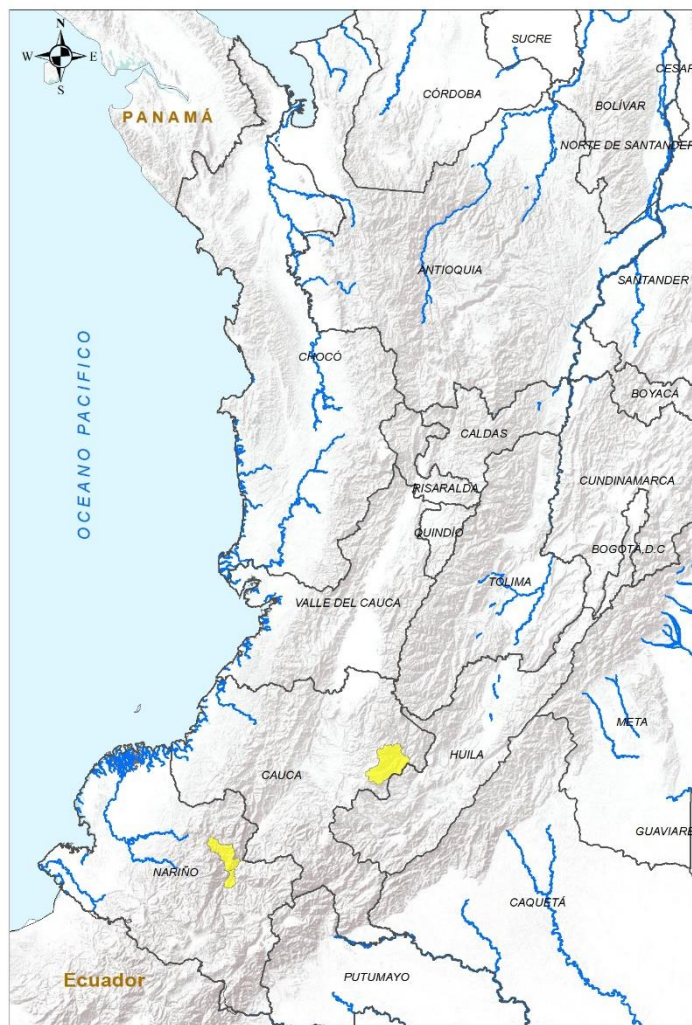 N
W E
S
PANAMÁ
SUCRE
CESAR
CÓRDOBA
BOLÍVAR
NORTE DE SANTANDER
ANTIOQUIA
SANTANDER
CHOCÓ
OCEANO PACIFICO
BOYACÁ
CALDAS
CUNDINAMARCA
RISARALDA
QUINDÍO
BOGOTÁ,D.C
TOLIMA
VALLE DEL CAUCA
META
HUILA
CAUCA
GUAVIARE
NARIÑO
CAQUETÁ
PUTUMAYO
Ecuador